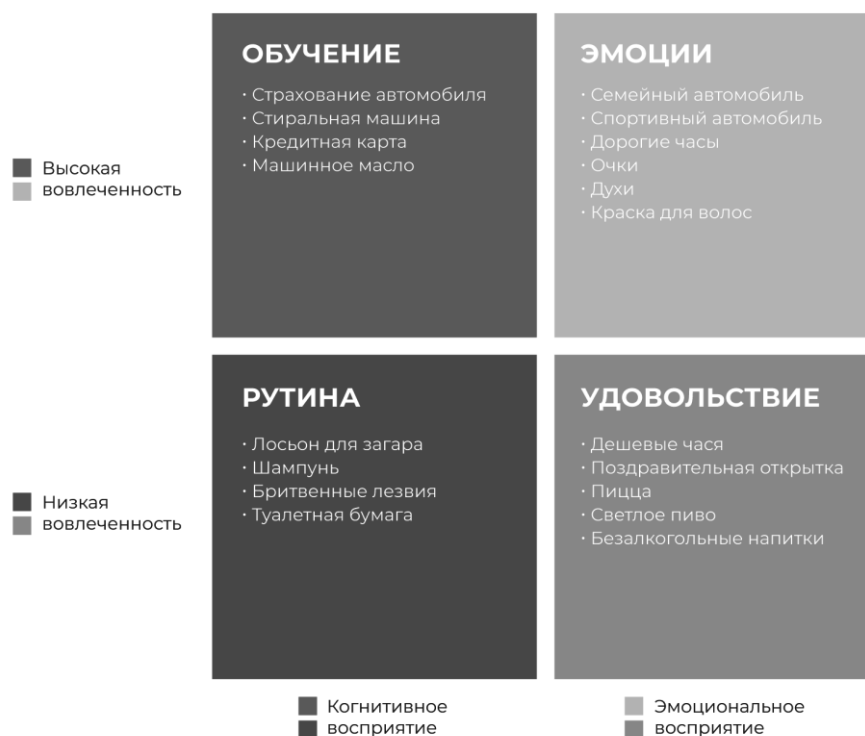 ОБУЧЕНИЕ
· Страхование автомобиля
· Стиральная машина
· Кредитная карта
· Машинное масло
ЭМОЦИИ
· Семейный автомобиль
· Спортивный автомобиль
· Дорогие часы
· Очки
· Духи
· Краска для волос
Высокая
вовлеченность
РУТИНА
· Лосьон для загара
· Шампунь
· Бритвенные лезвия
· Туалетная бумага
УДОВОЛЬСТВИЕ
· Дешевые чася
· Поздравительная открытка
· Пицца
· Светлое пиво
· Безалкогольные напитки
Низкая
вовлеченность
Когнитивное
восприятие
Эмоциональное
восприятие